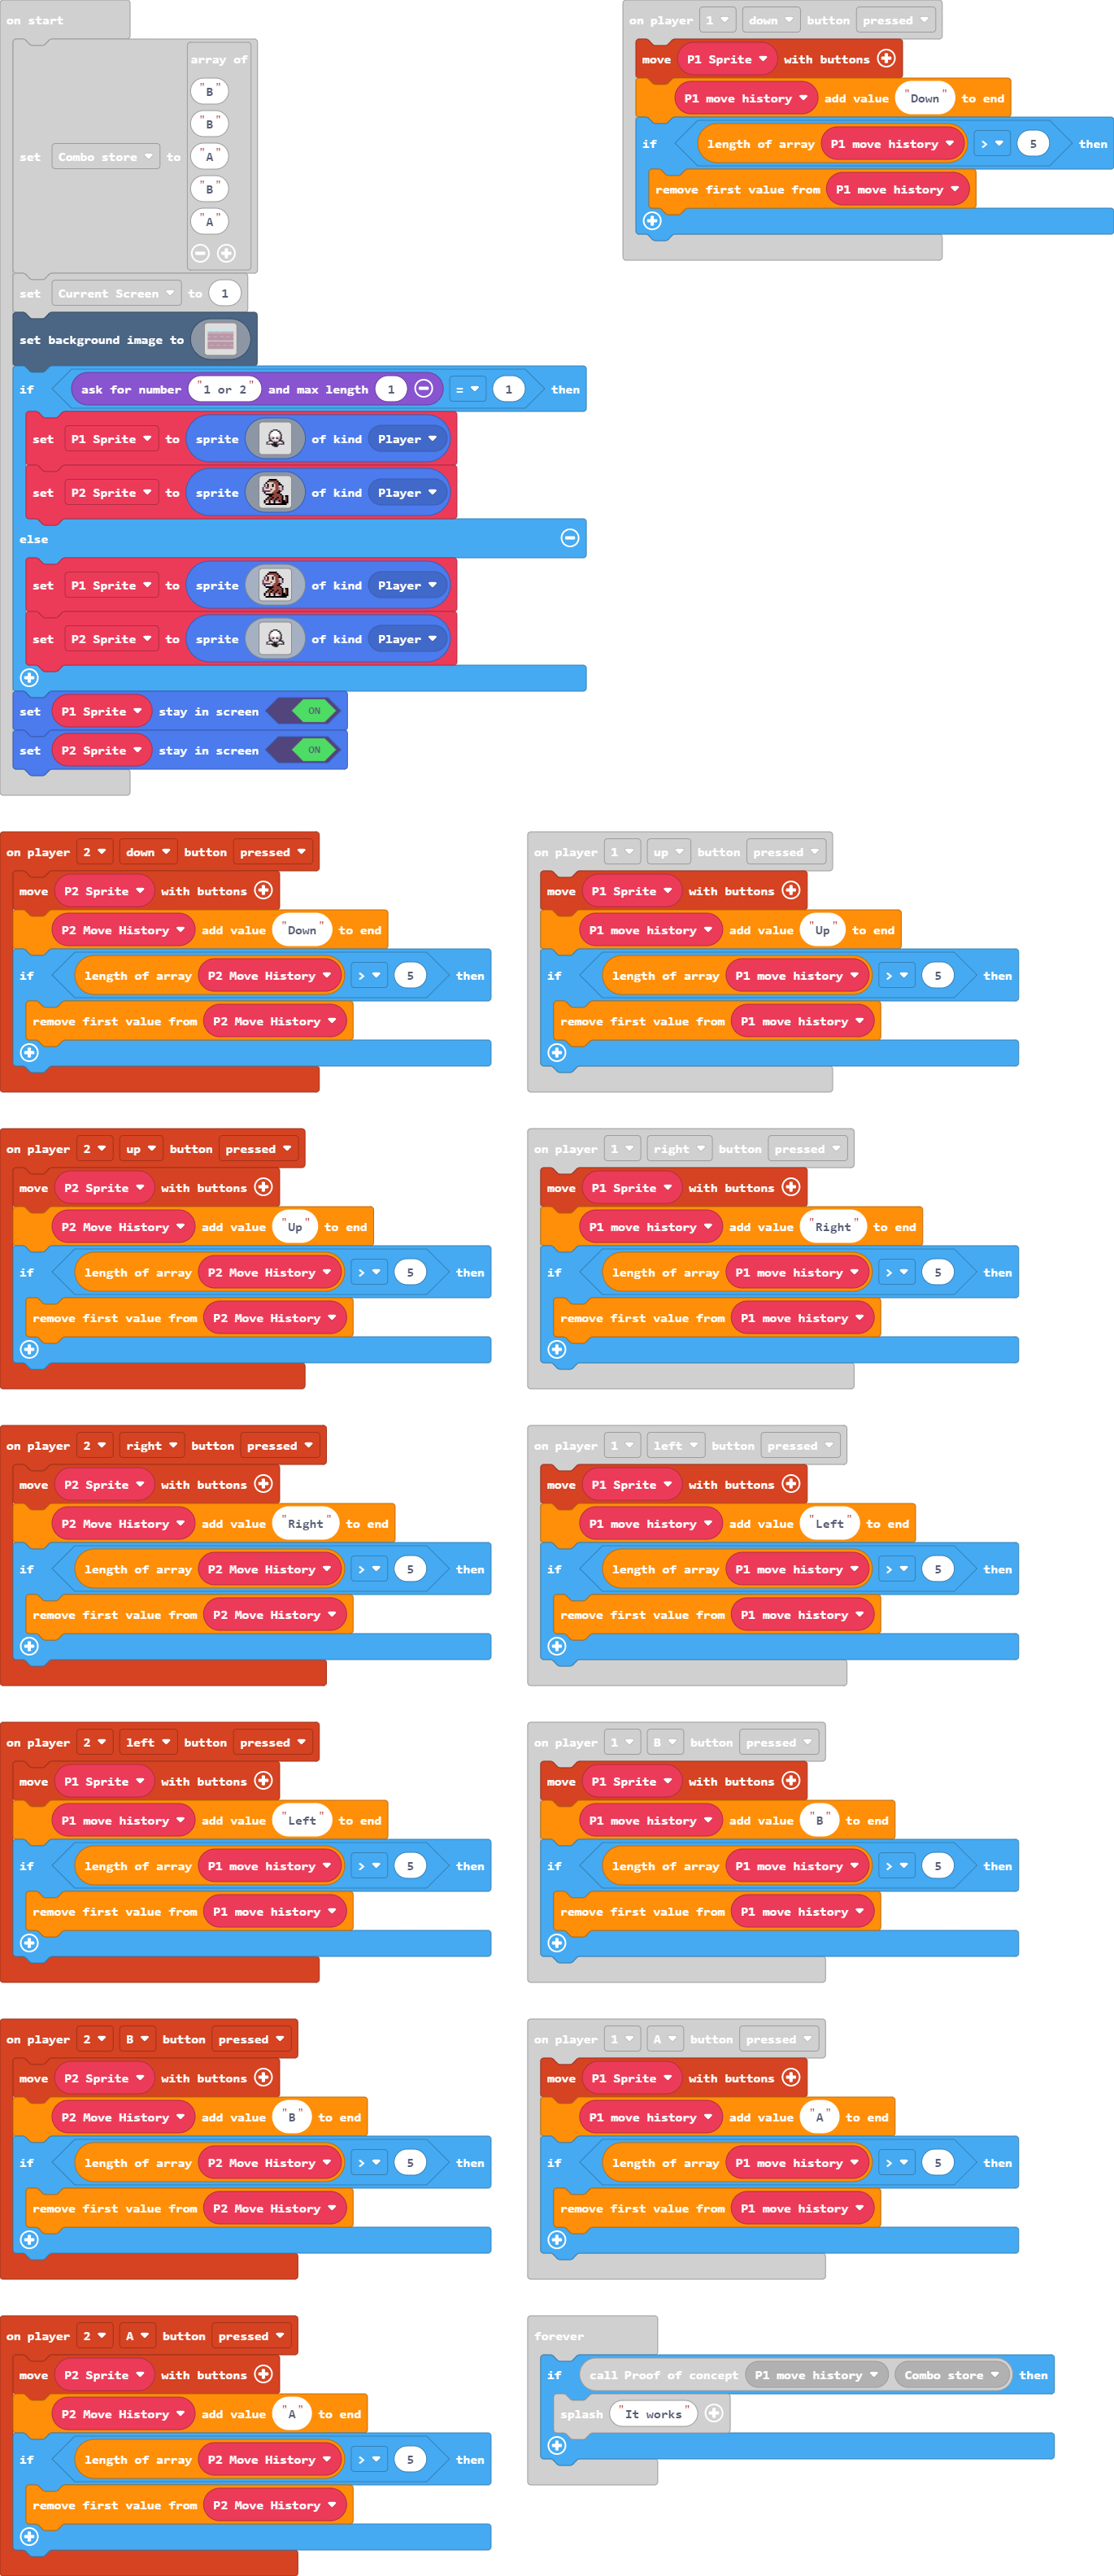 on start
array of
"B"
"B"
set Combo store to "A"
"B"
"A"
set Current Screen to 1
set background image to
if ask for number "1 or 2" and max length 1 = 1 then
set P1 Sprite to sprite of kind Player
set P2 Sprite to sprite of kind Player
else
set P1 Sprite to sprite of kind Player
set P2 Sprite to sprite of kind Player
set P1 Sprite stay in screen ON
set P2 Sprite stay in screen ON
on player 1 down button pressed
move P1 Sprite with buttons
P1 move history add value "Down" to end
if length of array P1 move history > 5 then
remove first value from P1 move history
on player 2 down button pressed
move P2 Sprite with buttons
P2 Move History add value "Down" to end
if length of array P2 Move History > 5 then
remove first value from P2 Move History
on player 1 up button pressed
move P1 Sprite with buttons
P1 move history add value "Up" to end
if length of array P1 move history > 5 then
remove first value from P1 move history
on player 2 up button pressed
move P2 Sprite with buttons
P2 Move History add value "Up" to end
if length of array P2 Move History > 5 then
remove first value from P2 Move History
on player 1 right button pressed
move P1 Sprite with buttons
P1 move history add value "Right" to end
if length of array P1 move history > 5 then
remove first value from P1 move history
on player 2 right button pressed
move P2 Sprite with buttons
P2 Move History add value "Right" to end
if length of array P2 Move History > 5 then
remove first value from P2 Move History
on player 1 left button pressed
move P1 Sprite with buttons
P1 move history add value "Left" to end
if length of array P1 move history > 5 then
remove first value from P1 move history
on player 2 left button pressed
move P1 Sprite with buttons
P1 move history add value "Left" to end
if length of array P1 move history > 5 then
remove first value from P1 move history
on player 1 B button pressed
move P1 Sprite with buttons
P1 move history add value "B" to end
if length of array P1 move history > 5 then
remove first value from P1 move history
on player 2 B button pressed
move P2 Sprite with buttons
P2 Move History add value "B" to end
if length of array P2 Move History > 5 then
remove first value from P2 Move History
on player 1 A button pressed
move P1 Sprite with buttons
P1 move history add value "A" to end
if length of array P1 move history > 5 then
remove first value from P1 move history
on player 2 A button pressed
move P2 Sprite with buttons
P2 Move History add value "A" to end
if length of array P2 Move History > 5 then
remove first value from P2 Move History
forever
if call Proof of concept P1 move history Combo store then
splash "It works"